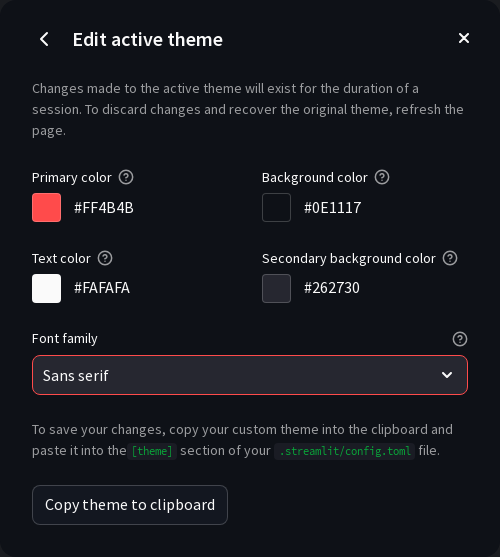 Edit active theme
Changes made to the active theme will exist for the duration of a
session. To discard changes and recover the original theme, refresh the
page.
Primary color
Background color
#FF4B4B
#0E1117
Text color
Secondary background color
#FAFAFA
#262730
Font family
Sans serif
To save your changes, copy your custom theme into the clipboard and
paste it into the [theme] section of your .streamlit/config.toml file.
Copy theme to clipboard